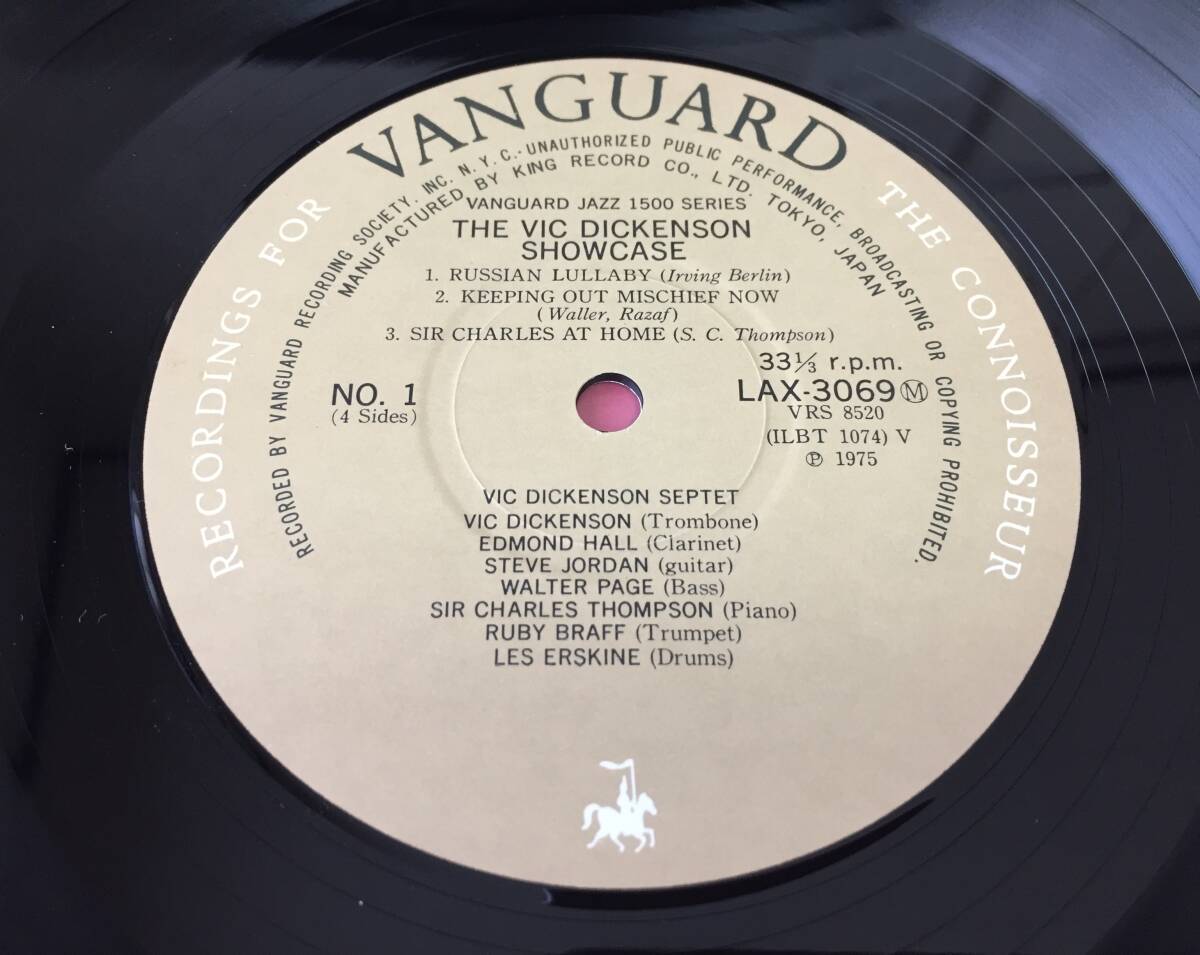 VANGUARD
RECORDINGS FOR THE CONNOISSEUR
RECORDED BY VANGUARD RECORDING SOCIETY, INC. N. Y. C. · UNAUTHORIZED PUBLIC PERFORMANCE, BROADCASTING OR COPYING PROHIBITED.
MANUFACTURED BY KING RECORD CO., LTD. TOKYO, JAPAN
VANGUARD JAZZ 1500 SERIES
THE VIC DICKENSON
SHOWCASE
1. RUSSIAN LULLABY (Irving Berlin)
2. KEEPING OUT MISCHIEF NOW
(Waller, Razaf)
3. SIR CHARLES AT HOME (S. C. Thompson)
33⅓ r.p.m.
NO. 1
(4 Sides)
LAX-3069 Ⓜ
VRS 8520
(ILBT 1074) V
℗ 1975
VIC DICKENSON SEPTET
VIC DICKENSON (Trombone)
EDMOND HALL (Clarinet)
STEVE JORDAN (guitar)
WALTER PAGE (Bass)
SIR CHARLES THOMPSON (Piano)
RUBY BRAFF (Trumpet)
LES ERSKINE (Drums)